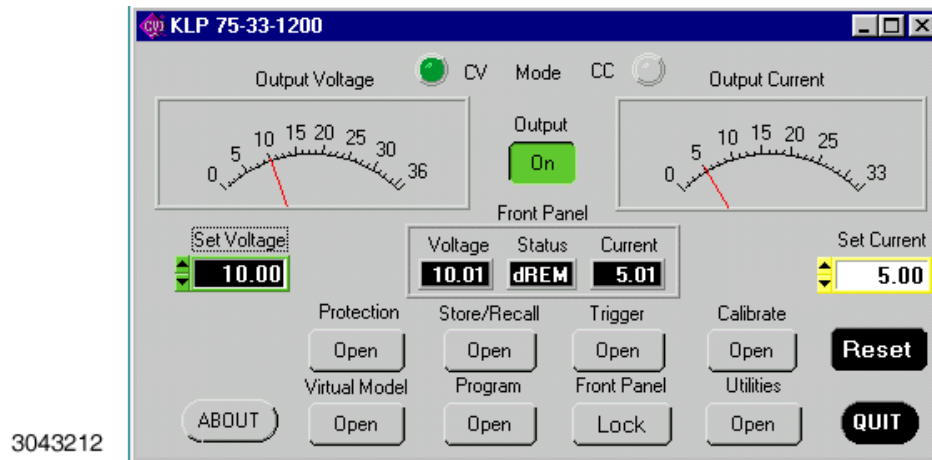 CVI KLP 75-33-1200
Output Voltage CV Mode CC Output Current
0 5 10 15 20 25 30 36
Output
On
0 5 10 15 20 25 33
Front Panel
Set Voltage
10.00
Voltage Status Current
10.01 dREM 5.01
Set Current
5.00
Protection Store/Recall Trigger Calibrate
Open Open Open Open Reset
Virtual Model Program Front Panel Utilities
ABOUT Open Open Lock Open QUIT
3043212